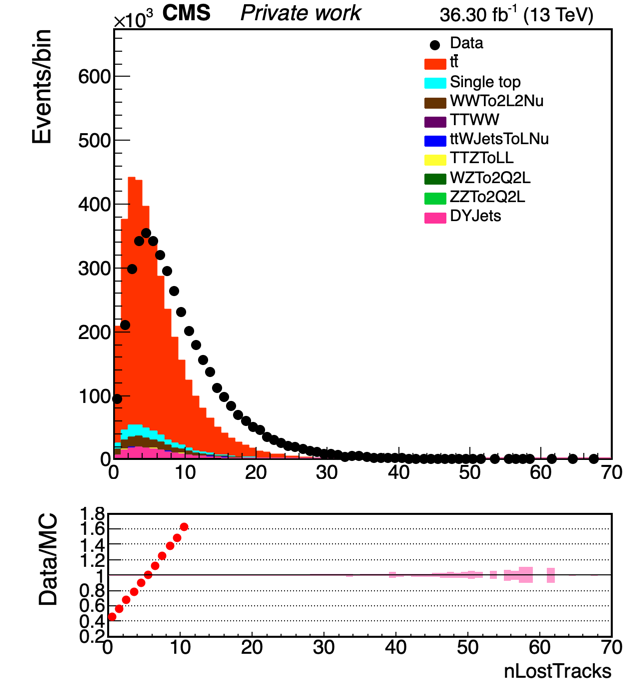 ×10³ CMS Private work 36.30 fb⁻¹ (13 TeV)
Events/bin
600
500
400
300
200
100
0
0 10 20 30 40 50 60 70
Data
tt̄
Single top
WWTo2L2Nu
TTWW
ttWJetsToLNu
TTZToLL
WZTo2Q2L
ZZTo2Q2L
DYJets
Data/MC
1.8
1.6
1.4
1.2
1
0.8
0.6
0.4
0.2
0 10 20 30 40 50 60 70
nLostTracks